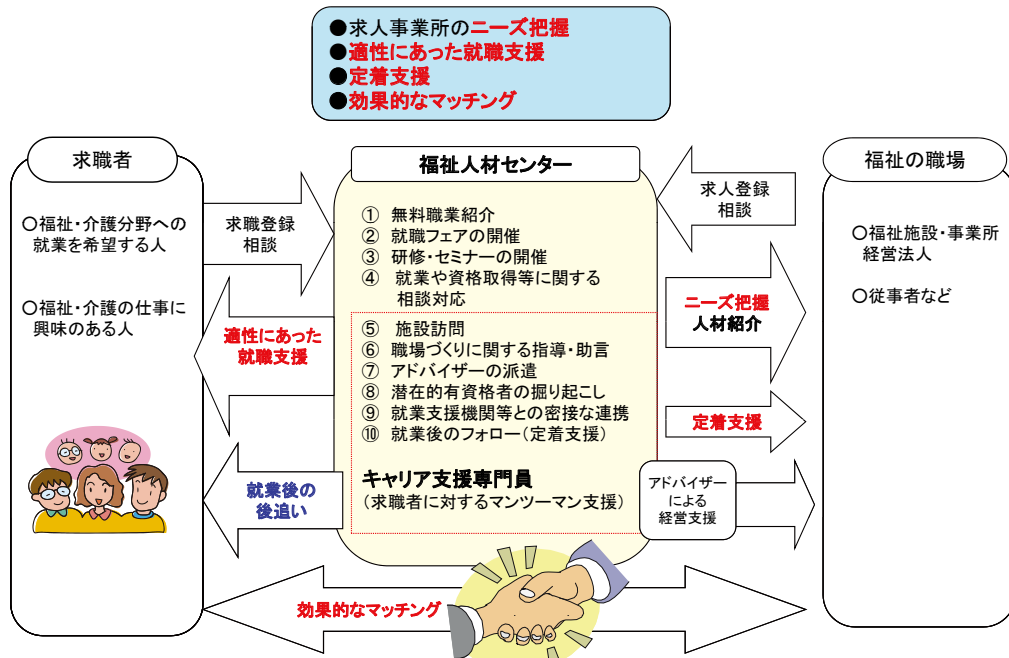 ●求人事業所のニーズ把握
●適性にあった就職支援
●定着支援
●効果的なマッチング
求職者
○福祉・介護分野への
就業を希望する人
○福祉・介護の仕事に
興味のある人
求職登録
相談
適性にあった
就職支援
就業後の
後追い
福祉人材センター
① 無料職業紹介
② 就職フェアの開催
③ 研修・セミナーの開催
④ 就業や資格取得等に関する
相談対応
⑤ 施設訪問
⑥ 職場づくりに関する指導・助言
⑦ アドバイザーの派遣
⑧ 潜在的有資格者の掘り起こし
⑨ 就業支援機関等との密接な連携
⑩ 就業後のフォロー(定着支援)
キャリア支援専門員
(求職者に対するマンツーマン支援)
求人登録
相談
ニーズ把握
人材紹介
定着支援
アドバイザー
による
経営支援
福祉の職場
○福祉施設・事業所
経営法人
○従事者など
効果的なマッチング